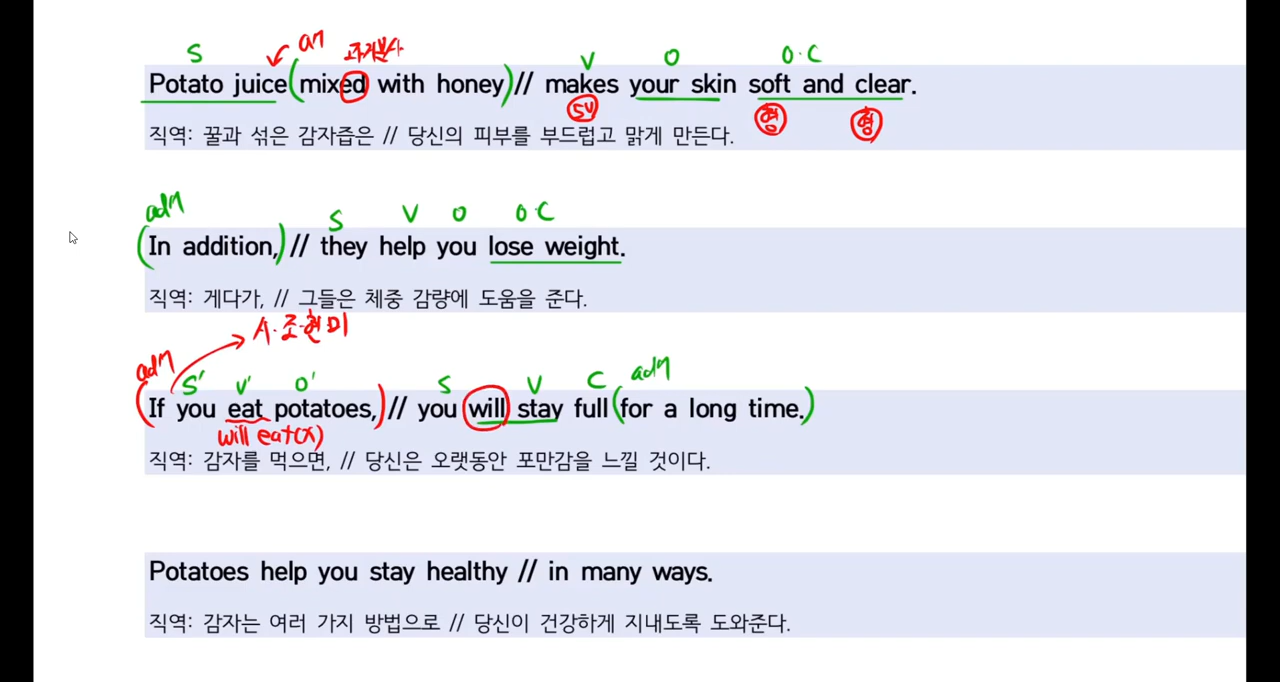 S an 과거분사 V O O·C
Potato juice (mixed with honey) // makes your skin soft and clear.
5V 형 형
직역: 꿀과 섞은 감자즙은 // 당신의 피부를 부드럽고 맑게 만든다.
adM S V O O·C
(In addition,) // they help you lose weight.
직역: 게다가, // 그들은 체중 감량에 도움을 준다.
시·조·현미
adM S' V' O' S V C adM
(If you eat potatoes,) // you will stay full (for a long time.)
will eat(X)
직역: 감자를 먹으면, // 당신은 오랫동안 포만감을 느낄 것이다.
Potatoes help you stay healthy // in many ways.
직역: 감자는 여러 가지 방법으로 // 당신이 건강하게 지내도록 도와준다.